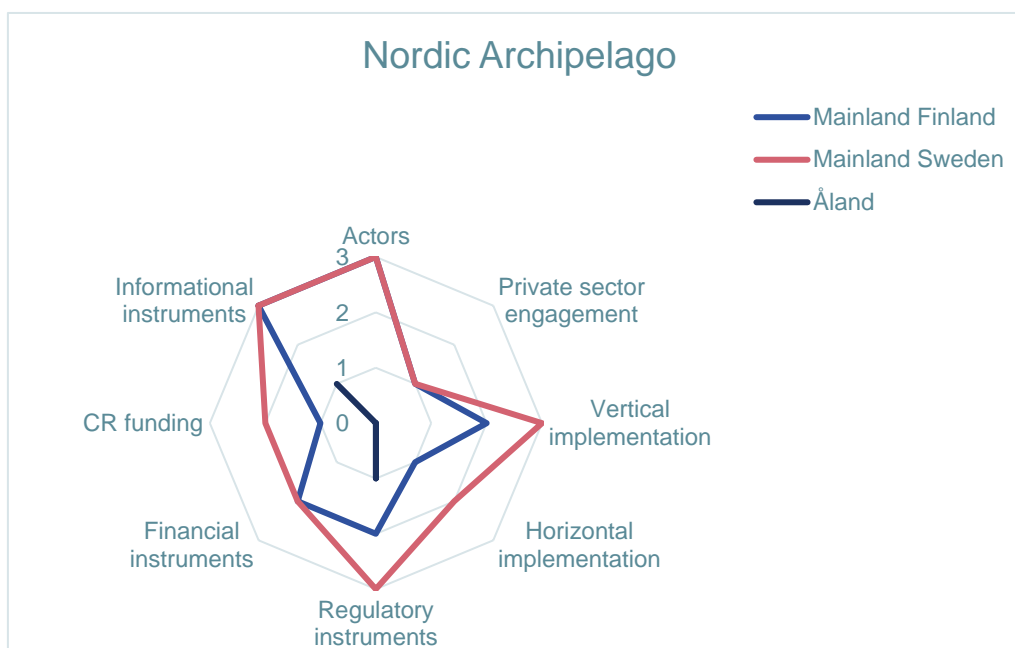 Nordic Archipelago
Mainland Finland
Mainland Sweden
Åland
Actors
3
Informational
instruments
Private sector
engagement
2
1
CR funding
0
Vertical
implementation
Financial
instruments
Horizontal
implementation
Regulatory
instruments